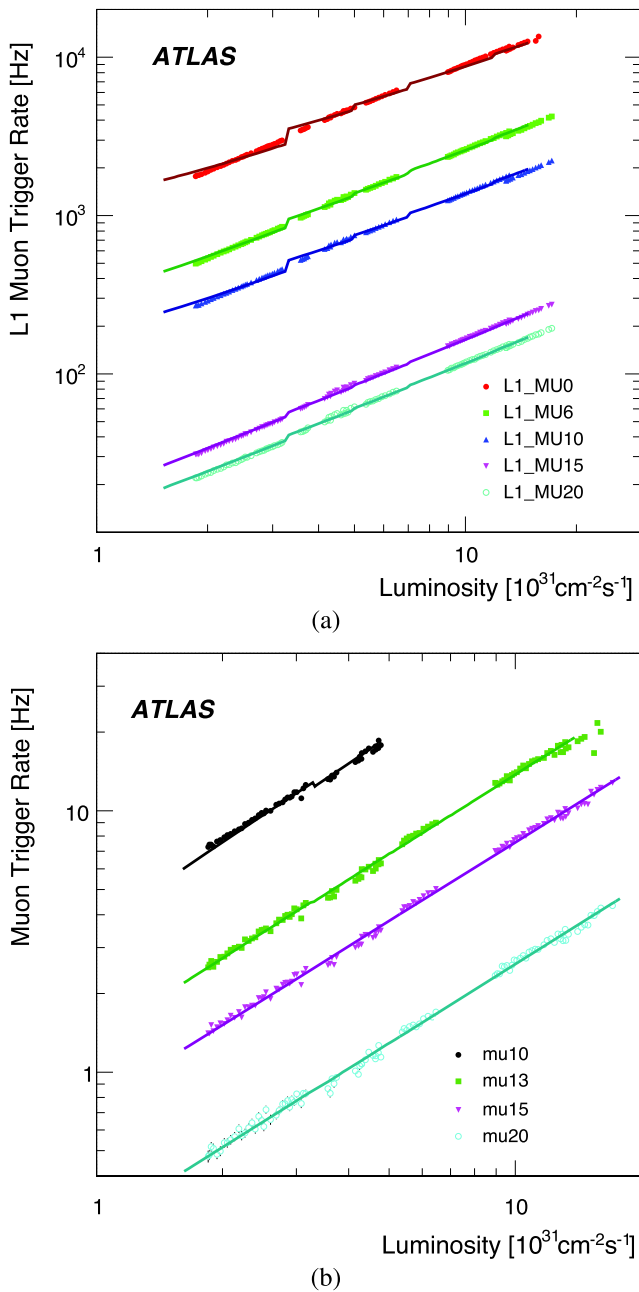 ATLAS
L1 Muon Trigger Rate [Hz]
10⁴
10³
10²
L1_MU0
L1_MU6
L1_MU10
L1_MU15
L1_MU20
1
10
Luminosity [10³¹cm⁻²s⁻¹]
(a)
ATLAS
Muon Trigger Rate [Hz]
10
1
mu10
mu13
mu15
mu20
1
10
Luminosity [10³¹cm⁻²s⁻¹]
(b)